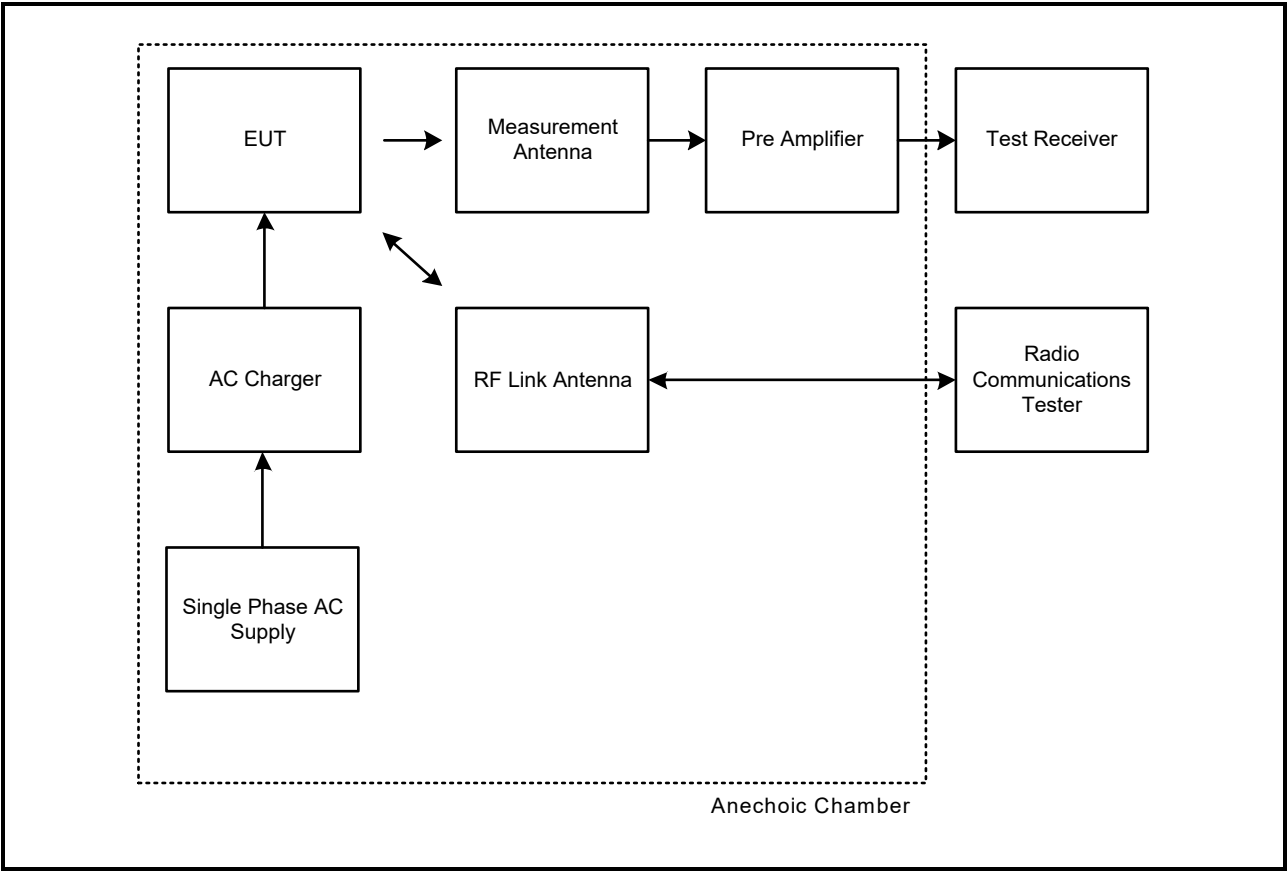 EUT
Measurement
Antenna
Pre Amplifier
Test Receiver
AC Charger
RF Link Antenna
Radio
Communications
Tester
Single Phase AC
Supply
Anechoic Chamber